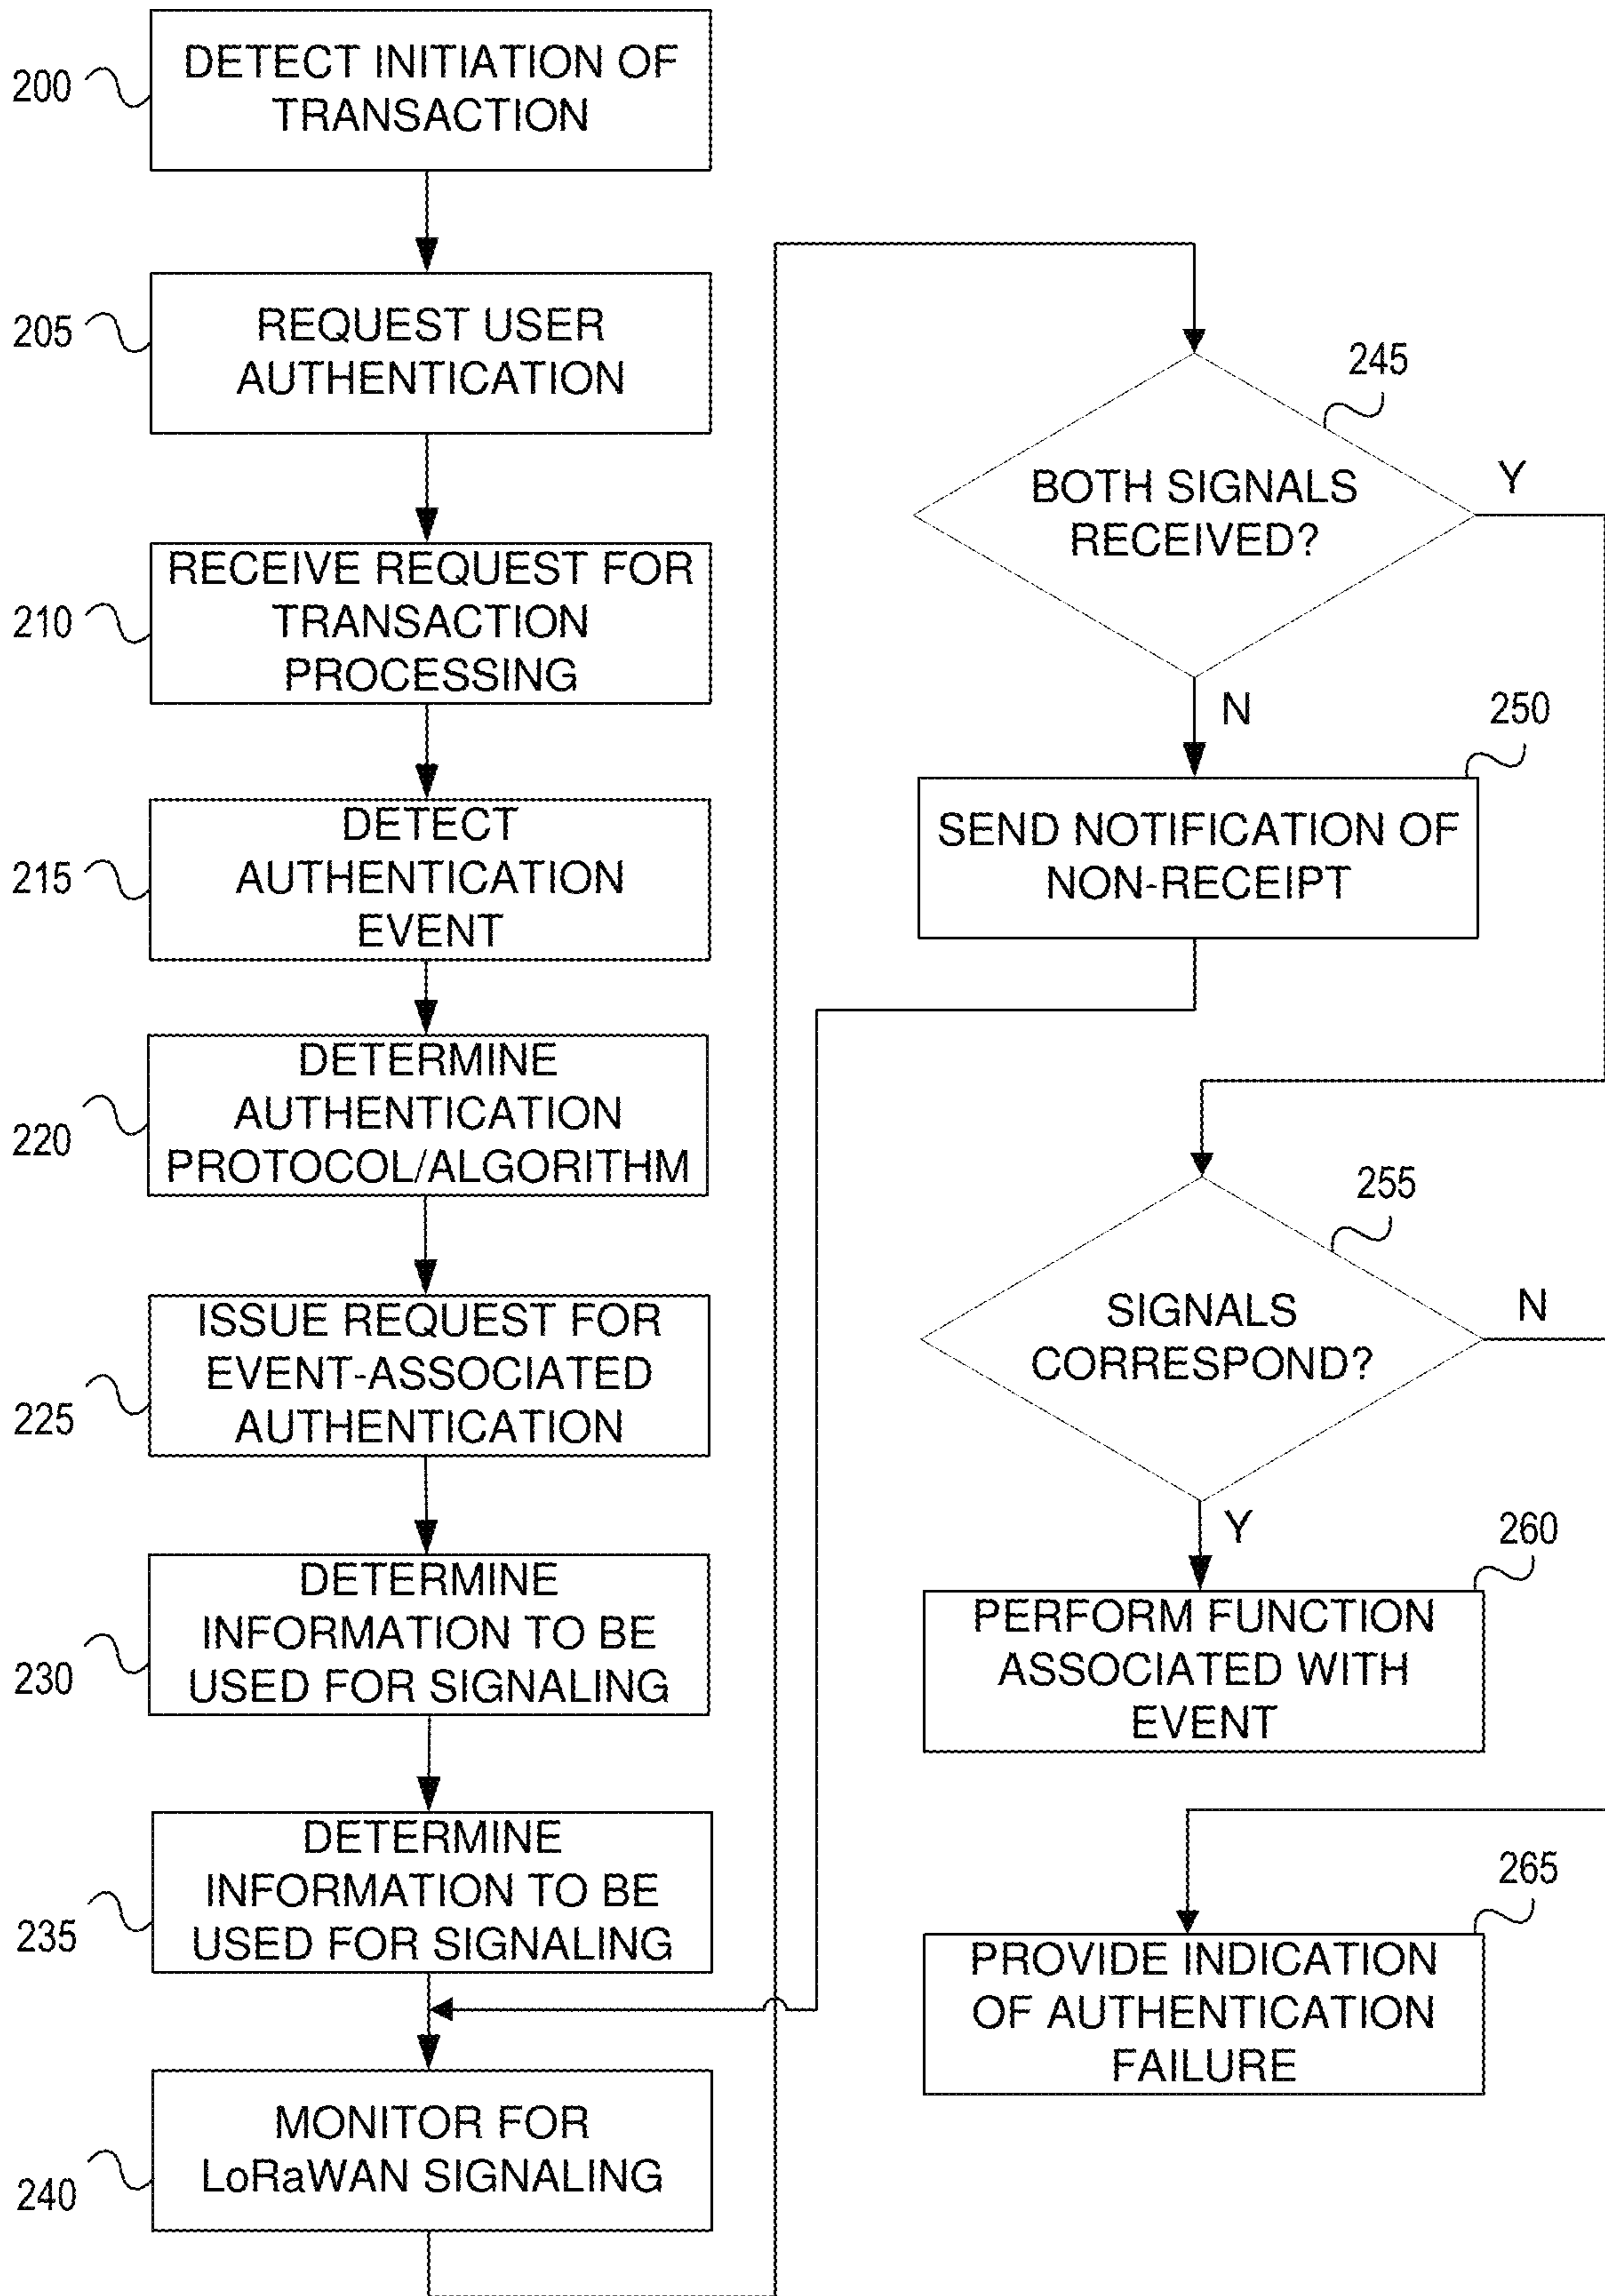 200
DETECT INITIATION OF
TRANSACTION
205
REQUEST USER
AUTHENTICATION
210
RECEIVE REQUEST FOR
TRANSACTION
PROCESSING
215
DETECT
AUTHENTICATION
EVENT
220
DETERMINE
AUTHENTICATION
PROTOCOL/ALGORITHM
225
ISSUE REQUEST FOR
EVENT-ASSOCIATED
AUTHENTICATION
230
DETERMINE
INFORMATION TO BE
USED FOR SIGNALING
235
DETERMINE
INFORMATION TO BE
USED FOR SIGNALING
240
MONITOR FOR
LoRaWAN SIGNALING
245
BOTH SIGNALS
RECEIVED?
Y
N
250
SEND NOTIFICATION OF
NON-RECEIPT
255
SIGNALS
CORRESPOND?
N
Y
260
PERFORM FUNCTION
ASSOCIATED WITH
EVENT
265
PROVIDE INDICATION
OF AUTHENTICATION
FAILURE